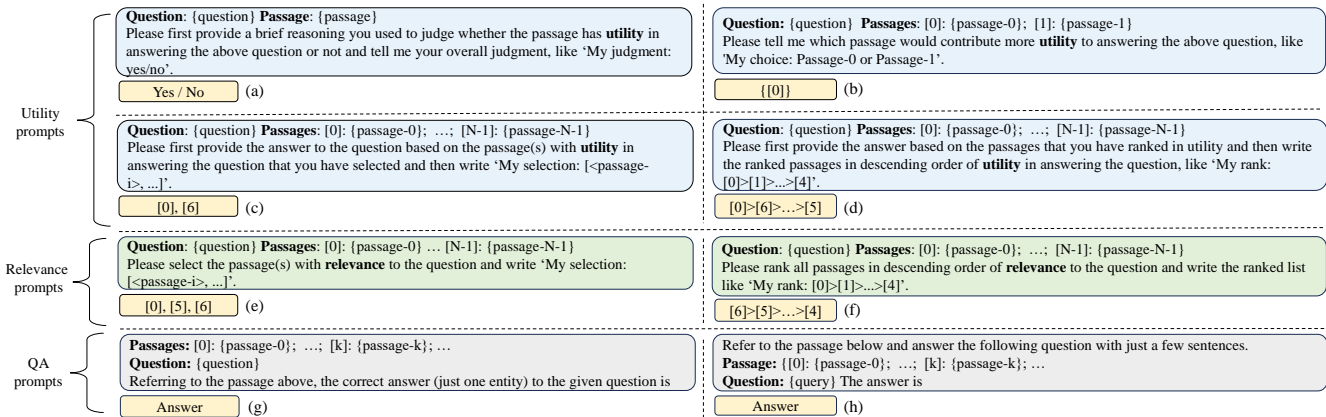 Utility
prompts
Question: {question} Passage: {passage}
Please first provide a brief reasoning you used to judge whether the passage has utility in
answering the above question or not and tell me your overall judgment, like ‘My judgment:
yes/no’.
Yes / No
(a)
Question: {question} Passages: [0]: {passage-0}; [1]: {passage-1}
Please tell me which passage would contribute more utility to answering the above question, like
'My choice: Passage-0 or Passage-1’.
{[0]}
(b)
Question: {question} Passages: [0]: {passage-0}; …; [N-1]: {passage-N-1}
Please first provide the answer to the question based on the passage(s) with utility in
answering the question that you have selected and then write ‘My selection: [<passage-
i>, ...]’.
[0], [6]
(c)
Question: {question} Passages: [0]: {passage-0}; …; [N-1]: {passage-N-1}
Please first provide the answer based on the passages that you have ranked in utility and then write
the ranked passages in descending order of utility in answering the question, like ‘My rank:
[0]>[1]>...>[4]’.
[0]>[6]>…>[5]
(d)
Relevance
prompts
Question: {question} Passages: [0]: {passage-0} … [N-1]: {passage-N-1}
Please select the passage(s) with relevance to the question and write ‘My selection:
[<passage-i>, ...]’.
[0], [5], [6]
(e)
Question: {question} Passages: [0]: {passage-0}; …; [N-1]: {passage-N-1}
Please rank all passages in descending order of relevance to the question and write the ranked list
like ‘My rank: [0]>[1]>...>[4]’.
[6]>[5]>…>[4]
(f)
QA
prompts
Passages: [0]: {passage-0}; …; [k]: {passage-k}; …
Question: {question}
Referring to the passage above, the correct answer (just one entity) to the given question is
Answer
(g)
Refer to the passage below and answer the following question with just a few sentences.
Passage: {[0]: {passage-0}; …; [k]: {passage-k}; …
Question: {query} The answer is
Answer
(h)